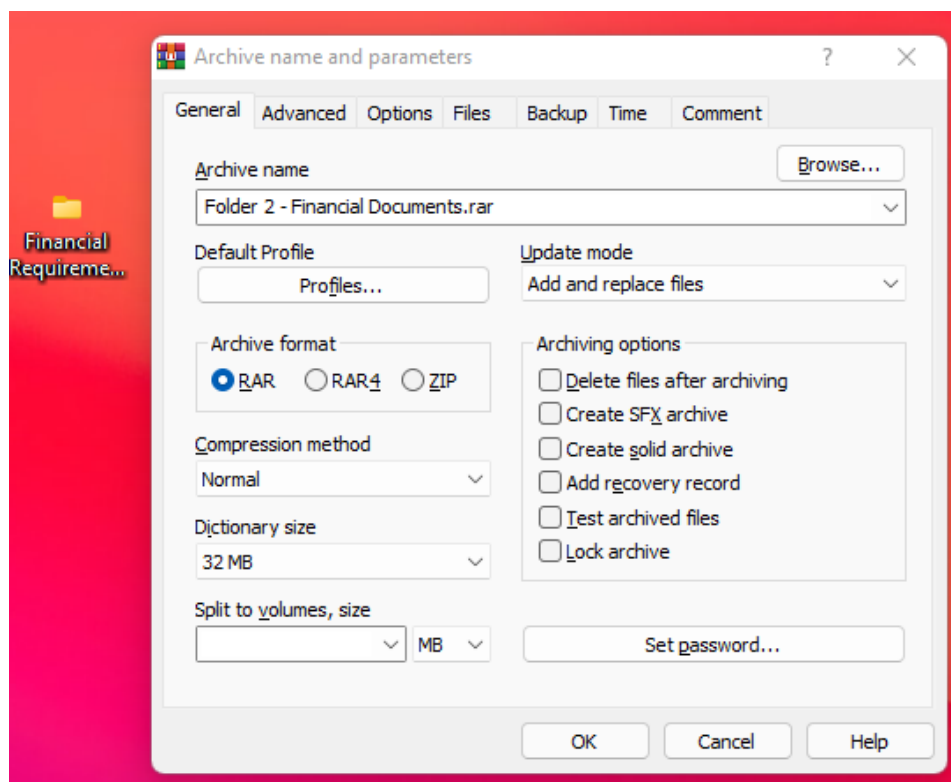 Archive name and parameters
?
General Advanced Options Files Backup Time Comment
Archive name
Browse...
Folder 2 - Financial Documents.rar
Financial
Requireme...
Default Profile
Update mode
Profiles...
Add and replace files
Archive format
Archiving options
RAR RAR4 ZIP
Delete files after archiving
Create SFX archive
Compression method
Create solid archive
Normal
Add recovery record
Dictionary size
Test archived files
32 MB
Lock archive
Split to volumes, size
MB
Set password...
OK Cancel Help